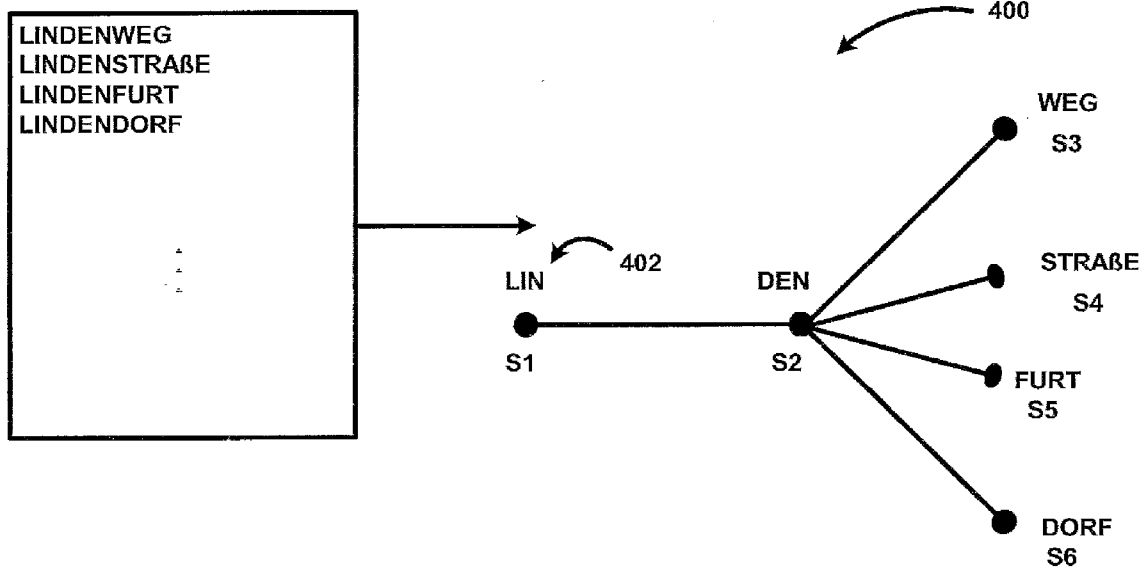 LINDENWEG
LINDENSTRAßE
LINDENFURT
LINDENDORF
400
WEG
S3
402
LIN
DEN
STRAßE
S4
S1
S2
FURT
S5
DORF
S6